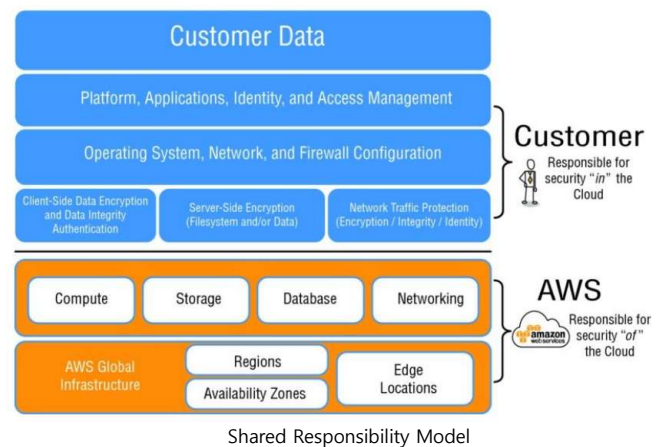 Customer Data
Platform, Applications, Identity, and Access Management
Operating System, Network, and Firewall Configuration
Client-Side Data Encryption
and Data Integrity
Authentication
Server-Side Encryption
(Filesystem and/or Data)
Network Traffic Protection
(Encryption / Integrity / Identity)
Customer
Responsible for
security "in" the
Cloud
Compute
Storage
Database
Networking
AWS Global
Infrastructure
Regions
Availability Zones
Edge
Locations
AWS
amazon
web services
Responsible for
security "of"
the Cloud
Shared Responsibility Model